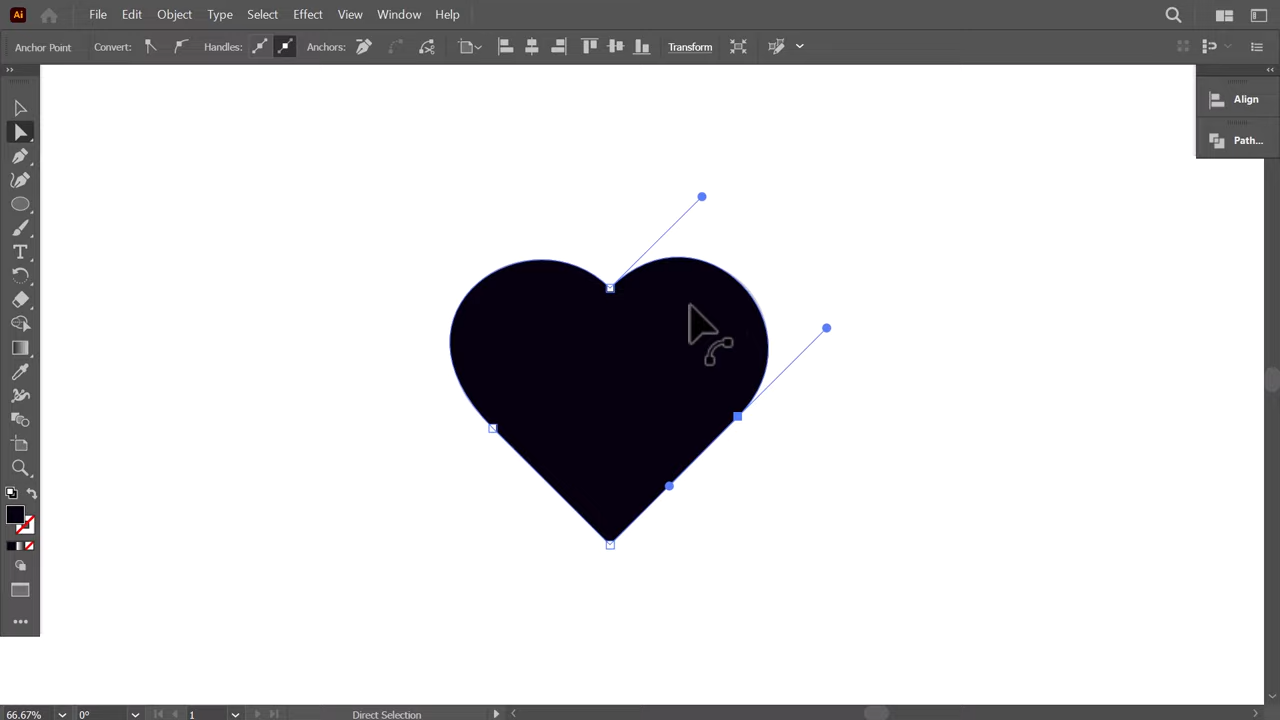 Ai File Edit Object Type Select Effect View Window Help
Anchor Point Convert: Handles: Anchors: Transform
Align
Path...
66.67% 0° 1 Direct Selection